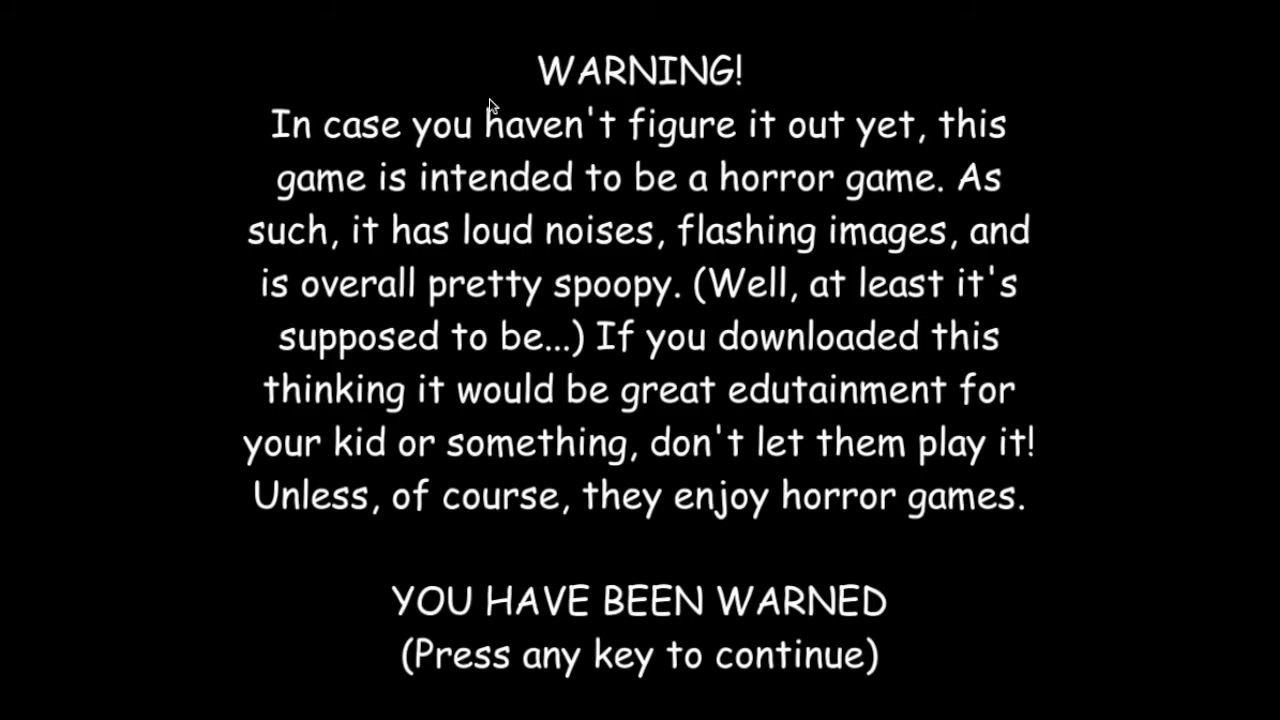 WARNING!
In case you haven't figure it out yet, this
game is intended to be a horror game. As
such, it has loud noises, flashing images, and
is overall pretty spoopy. (Well, at least it's
supposed to be...) If you downloaded this
thinking it would be great edutainment for
your kid or something, don't let them play it!
Unless, of course, they enjoy horror games.
YOU HAVE BEEN WARNED
(Press any key to continue)